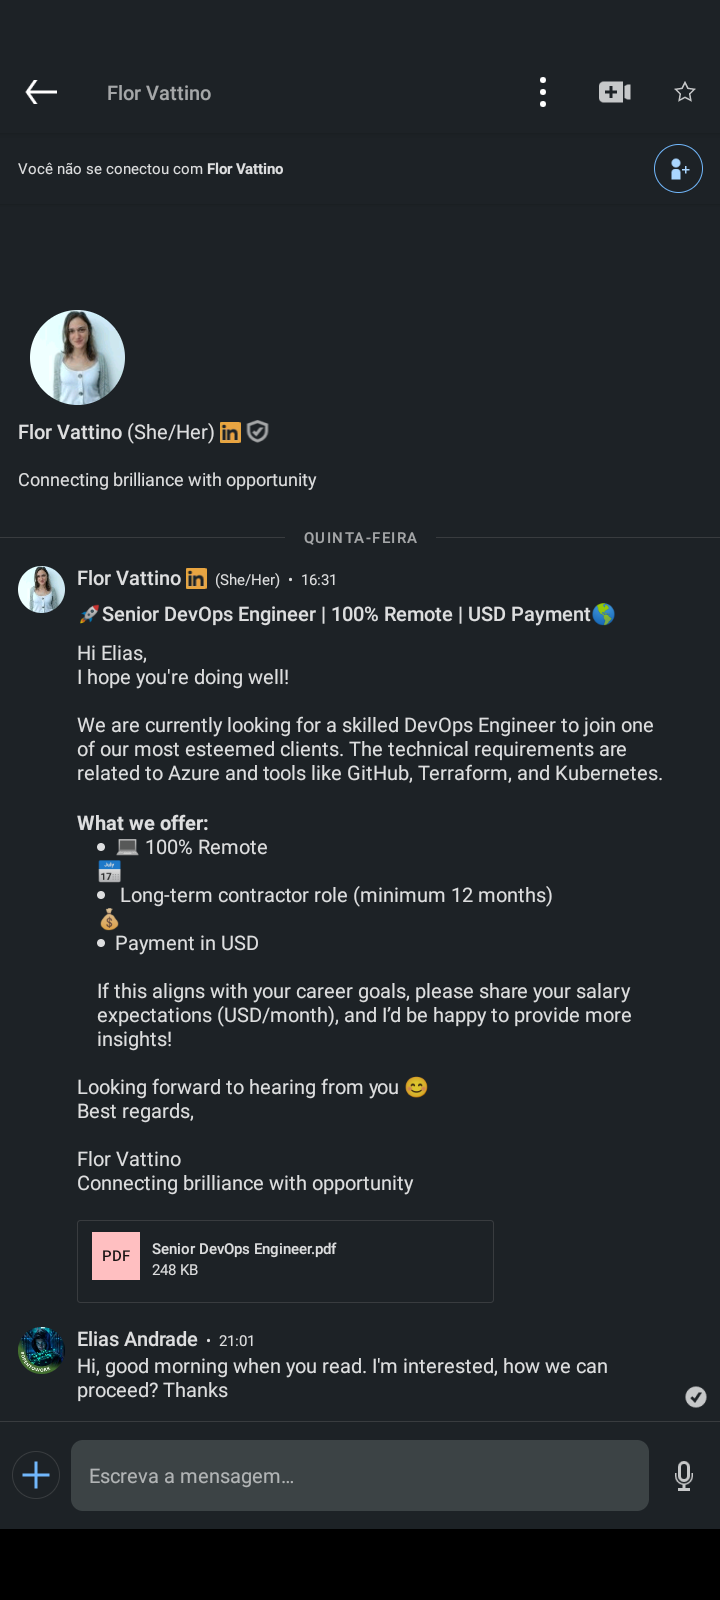 Flor Vattino
Você não se conectou com Flor Vattino
Flor Vattino (She/Her) in
Connecting brilliance with opportunity
QUINTA-FEIRA
Flor Vattino in (She/Her) • 16:31
🚀Senior DevOps Engineer | 100% Remote | USD Payment🌎
Hi Elias,
I hope you're doing well!
We are currently looking for a skilled DevOps Engineer to join one
of our most esteemed clients. The technical requirements are
related to Azure and tools like GitHub, Terraform, and Kubernetes.
What we offer:
• 💻 100% Remote
📅
• Long-term contractor role (minimum 12 months)
💰
• Payment in USD
If this aligns with your career goals, please share your salary
expectations (USD/month), and I’d be happy to provide more
insights!
Looking forward to hearing from you 😊
Best regards,
Flor Vattino
Connecting brilliance with opportunity
PDF
Senior DevOps Engineer.pdf
248 KB
Elias Andrade • 21:01
Hi, good morning when you read. I'm interested, how we can
proceed? Thanks
Escreva a mensagem…